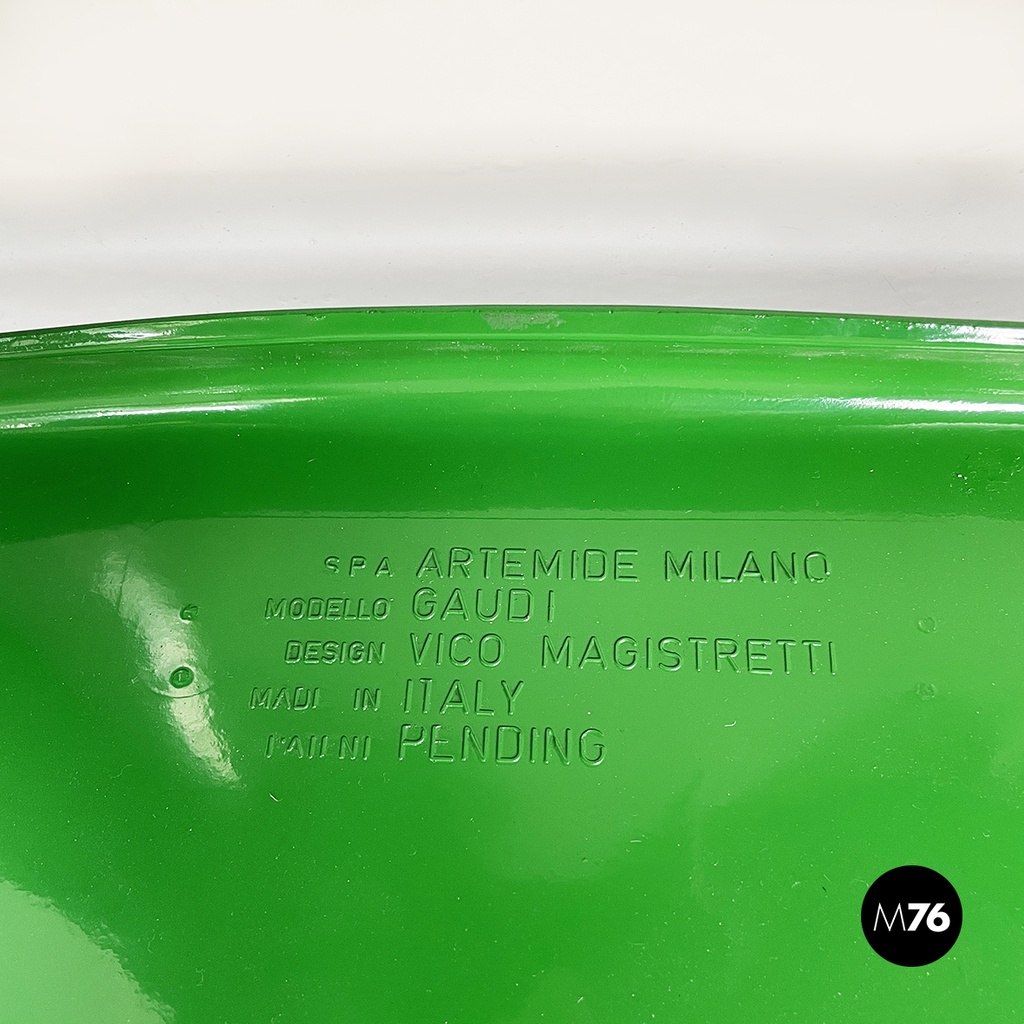 SPA ARTEMIDE MILANO
MODELLO GAUDI
DESIGN VICO MAGISTRETTI
MADE IN ITALY
PATENT PENDING
M76